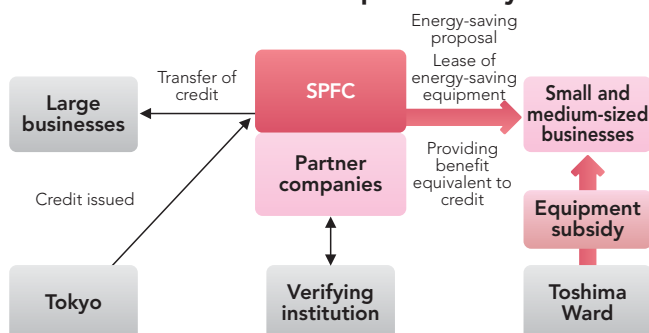 Energy-saving
proposal
Transfer of
credit
SPFC
Lease of
energy-saving
equipment
Large
businesses
Small and
medium-sized
businesses
Partner
companies
Providing
benefit
equivalent to
credit
Credit issued
Equipment
subsidy
Tokyo
Verifying
institution
Toshima
Ward